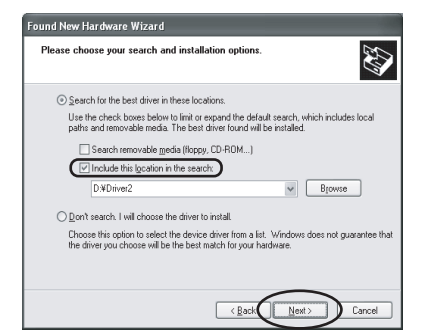 Found New Hardware Wizard
Please choose your search and installation options.
Search for the best driver in these locations.
Use the check boxes below to limit or expand the default search, which includes local
paths and removable media. The best driver found will be installed.
Search removable media (floppy, CD-ROM...)
Include this location in the search:
D:¥Driver2
Browse
Don't search. I will choose the driver to install.
Choose this option to select the device driver from a list. Windows does not guarantee that
the driver you choose will be the best match for your hardware.
< Back Next > Cancel